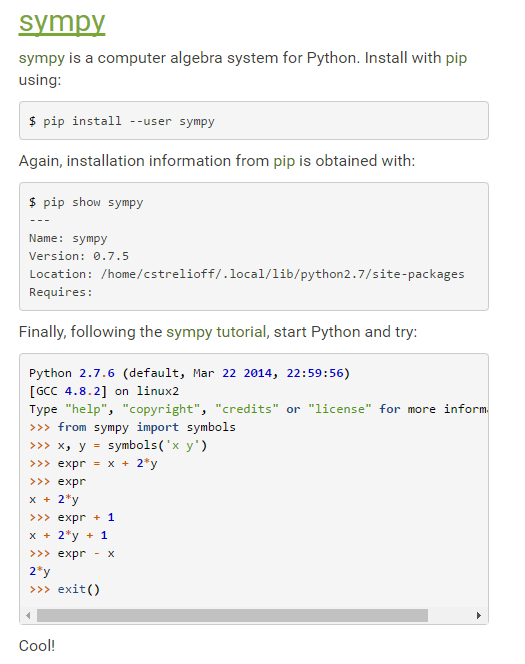 sympy
sympy is a computer algebra system for Python. Install with pip
using:
$ pip install --user sympy
Again, installation information from pip is obtained with:
$ pip show sympy
---
Name: sympy
Version: 0.7.5
Location: /home/cstrelioff/.local/lib/python2.7/site-packages
Requires:
Finally, following the sympy tutorial, start Python and try:
Python 2.7.6 (default, Mar 22 2014, 22:59:56)
[GCC 4.8.2] on linux2
Type "help", "copyright", "credits" or "license" for more inform
>>> from sympy import symbols
>>> x, y = symbols('x y')
>>> expr = x + 2*y
>>> expr
x + 2*y
>>> expr + 1
x + 2*y + 1
>>> expr - x
2*y
>>> exit()
Cool!